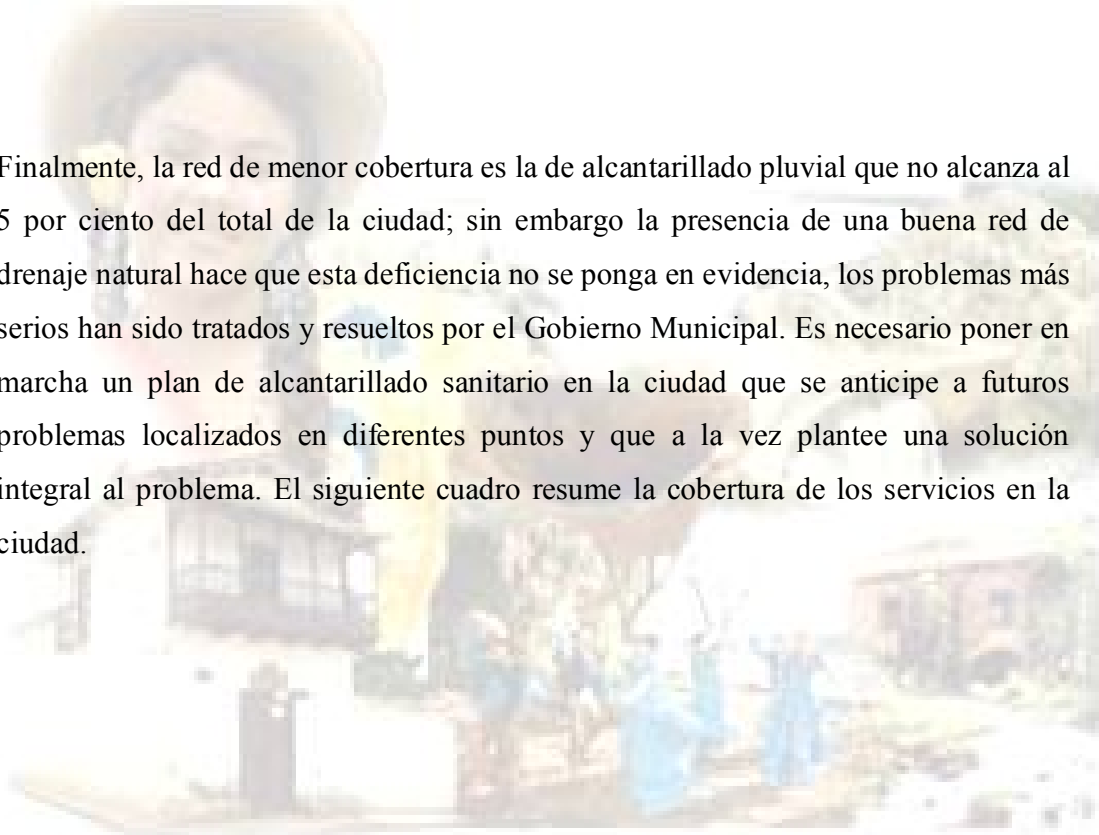 Finalmente, la red de menor cobertura es la de alcantarillado pluvial que no alcanza al
5 por ciento del total de la ciudad; sin embargo la presencia de una buena red de
drenaje natural hace que esta deficiencia no se ponga en evidencia, los problemas más
serios han sido tratados y resueltos por el Gobierno Municipal. Es necesario poner en
marcha un plan de alcantarillado sanitario en la ciudad que se anticipe a futuros
problemas localizados en diferentes puntos y que a la vez plantee una solución
integral al problema. El siguiente cuadro resume la cobertura de los servicios en la
ciudad.